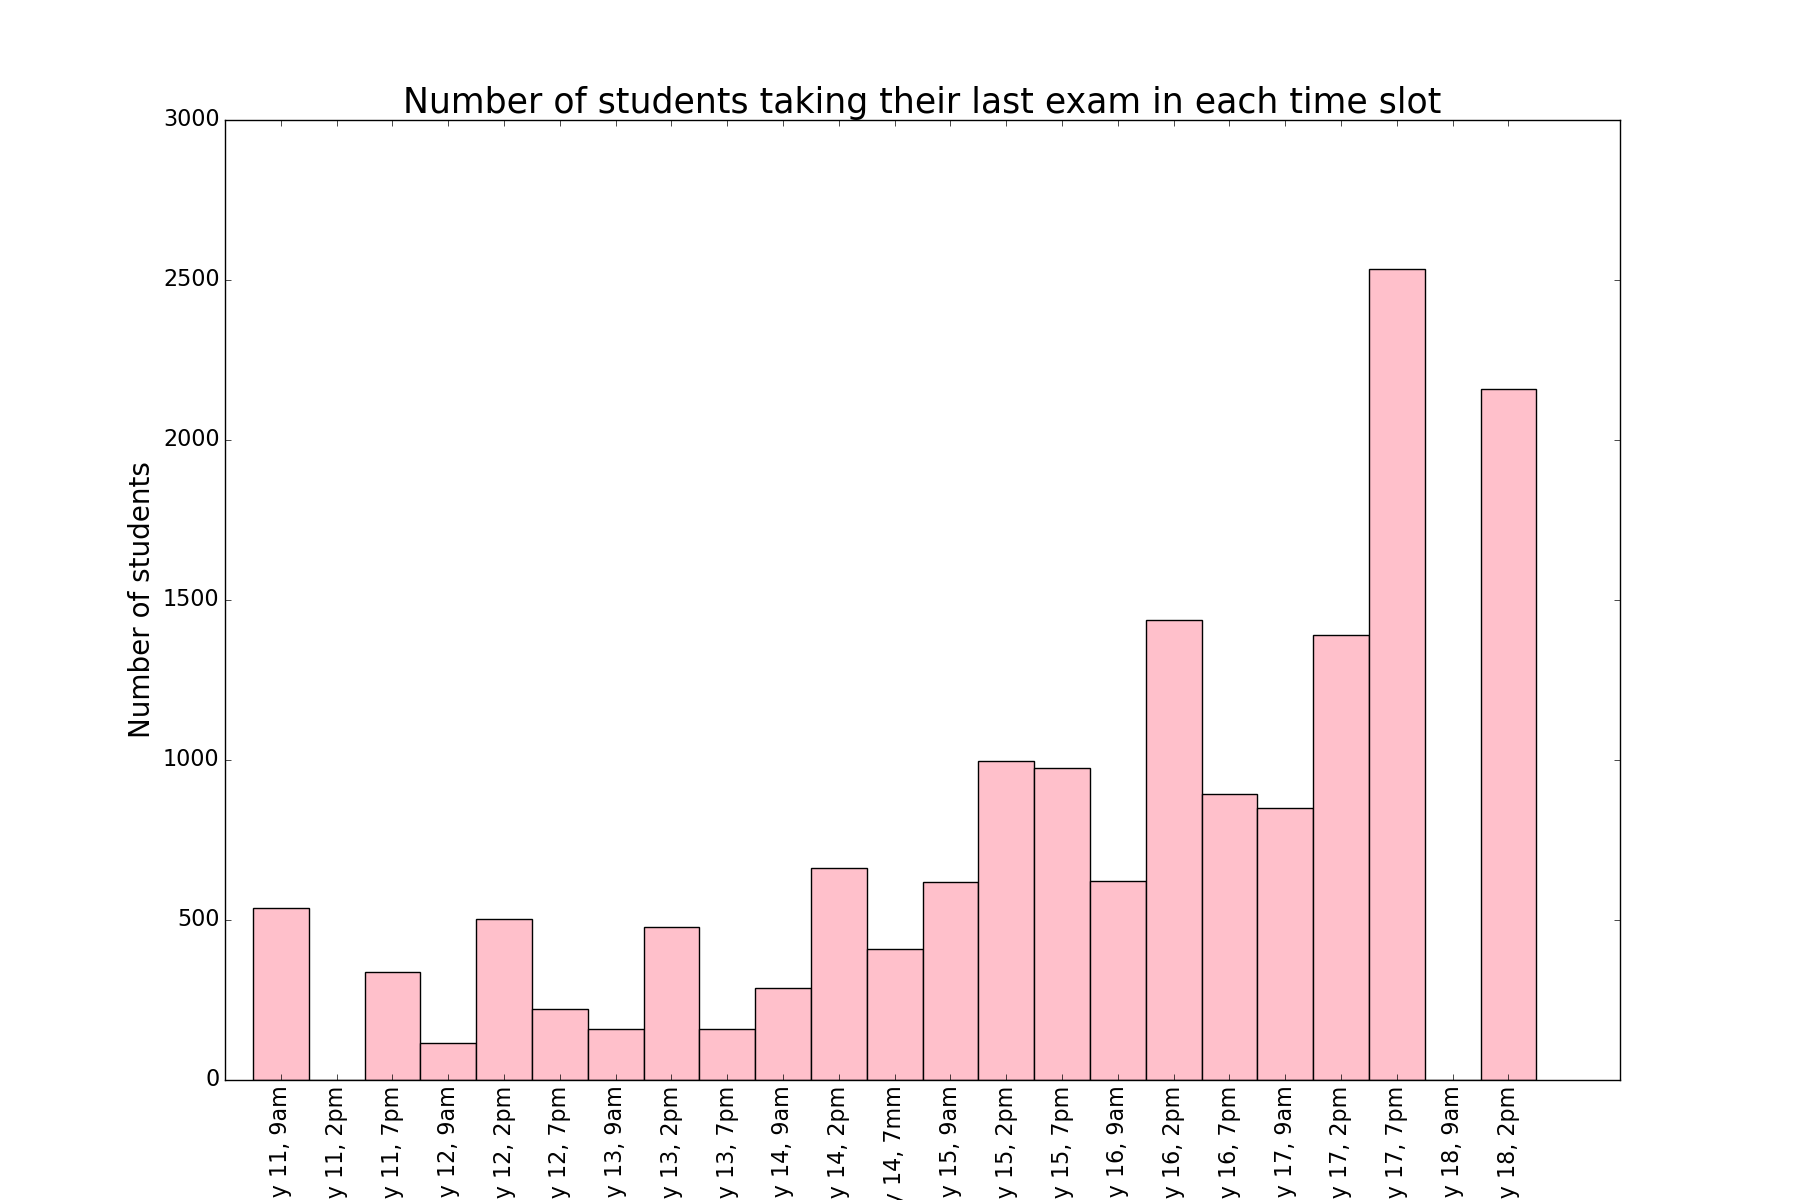 Number of students taking their last exam in each time slot
Number of students
3000
2500
2000
1500
1000
500
0
y 11, 9am
y 11, 2pm
y 11, 7pm
y 12, 9am
y 12, 2pm
y 12, 7pm
y 13, 9am
y 13, 2pm
y 13, 7pm
y 14, 9am
y 14, 2pm
y 14, 7mm
y 15, 9am
y 15, 2pm
y 15, 7pm
y 16, 9am
y 16, 2pm
y 16, 7pm
y 17, 9am
y 17, 2pm
y 17, 7pm
y 18, 9am
y 18, 2pm